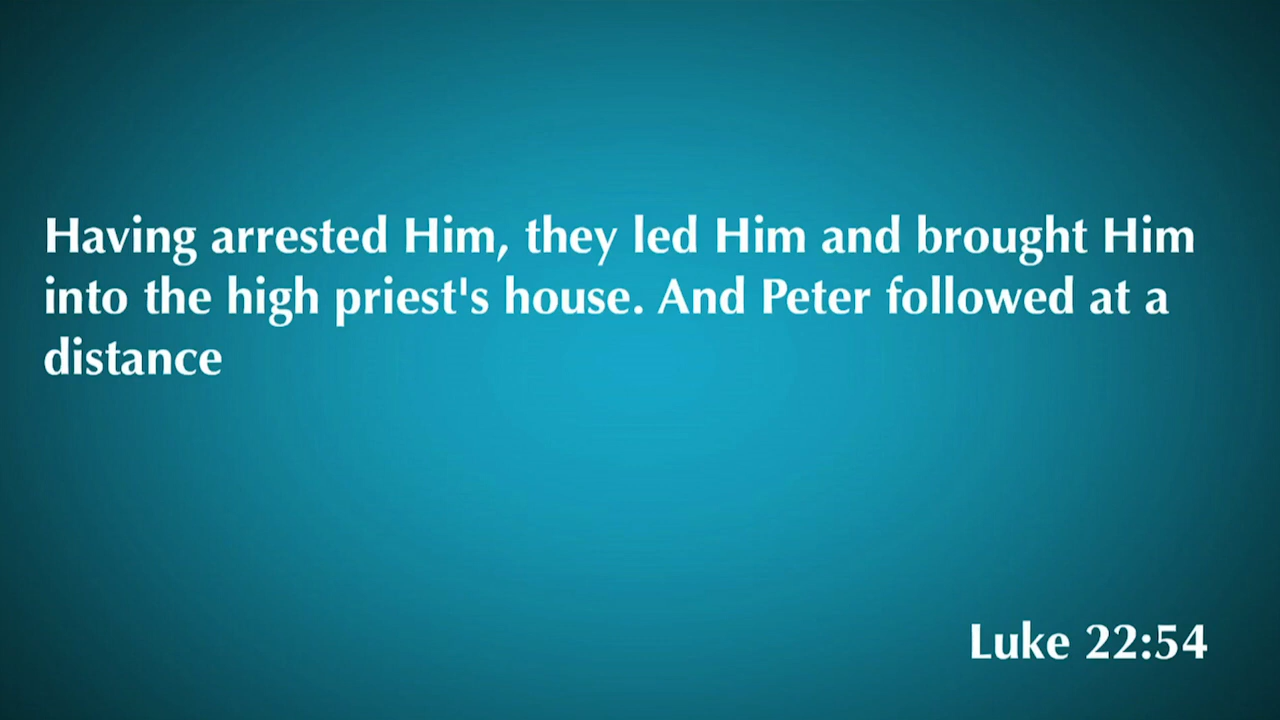 Having arrested Him, they led Him and brought Him
into the high priest's house. And Peter followed at a
distance
Luke 22:54